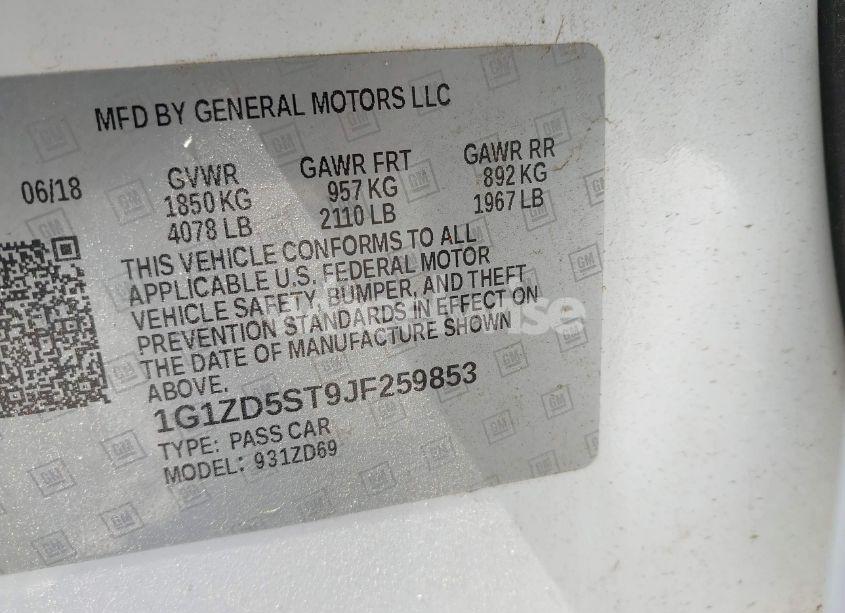 MFD BY GENERAL MOTORS LLC
06/18
GVWR
1850 KG
4078 LB
GAWR FRT
957 KG
2110 LB
GAWR RR
892 KG
1967 LB
THIS VEHICLE CONFORMS TO ALL
APPLICABLE U.S. FEDERAL MOTOR
VEHICLE SAFETY, BUMPER, AND THEFT
PREVENTION STANDARDS IN EFFECT ON
THE DATE OF MANUFACTURE SHOWN
ABOVE.
1G1ZD5ST9JF259853
TYPE: PASS CAR
MODEL: 931ZD69